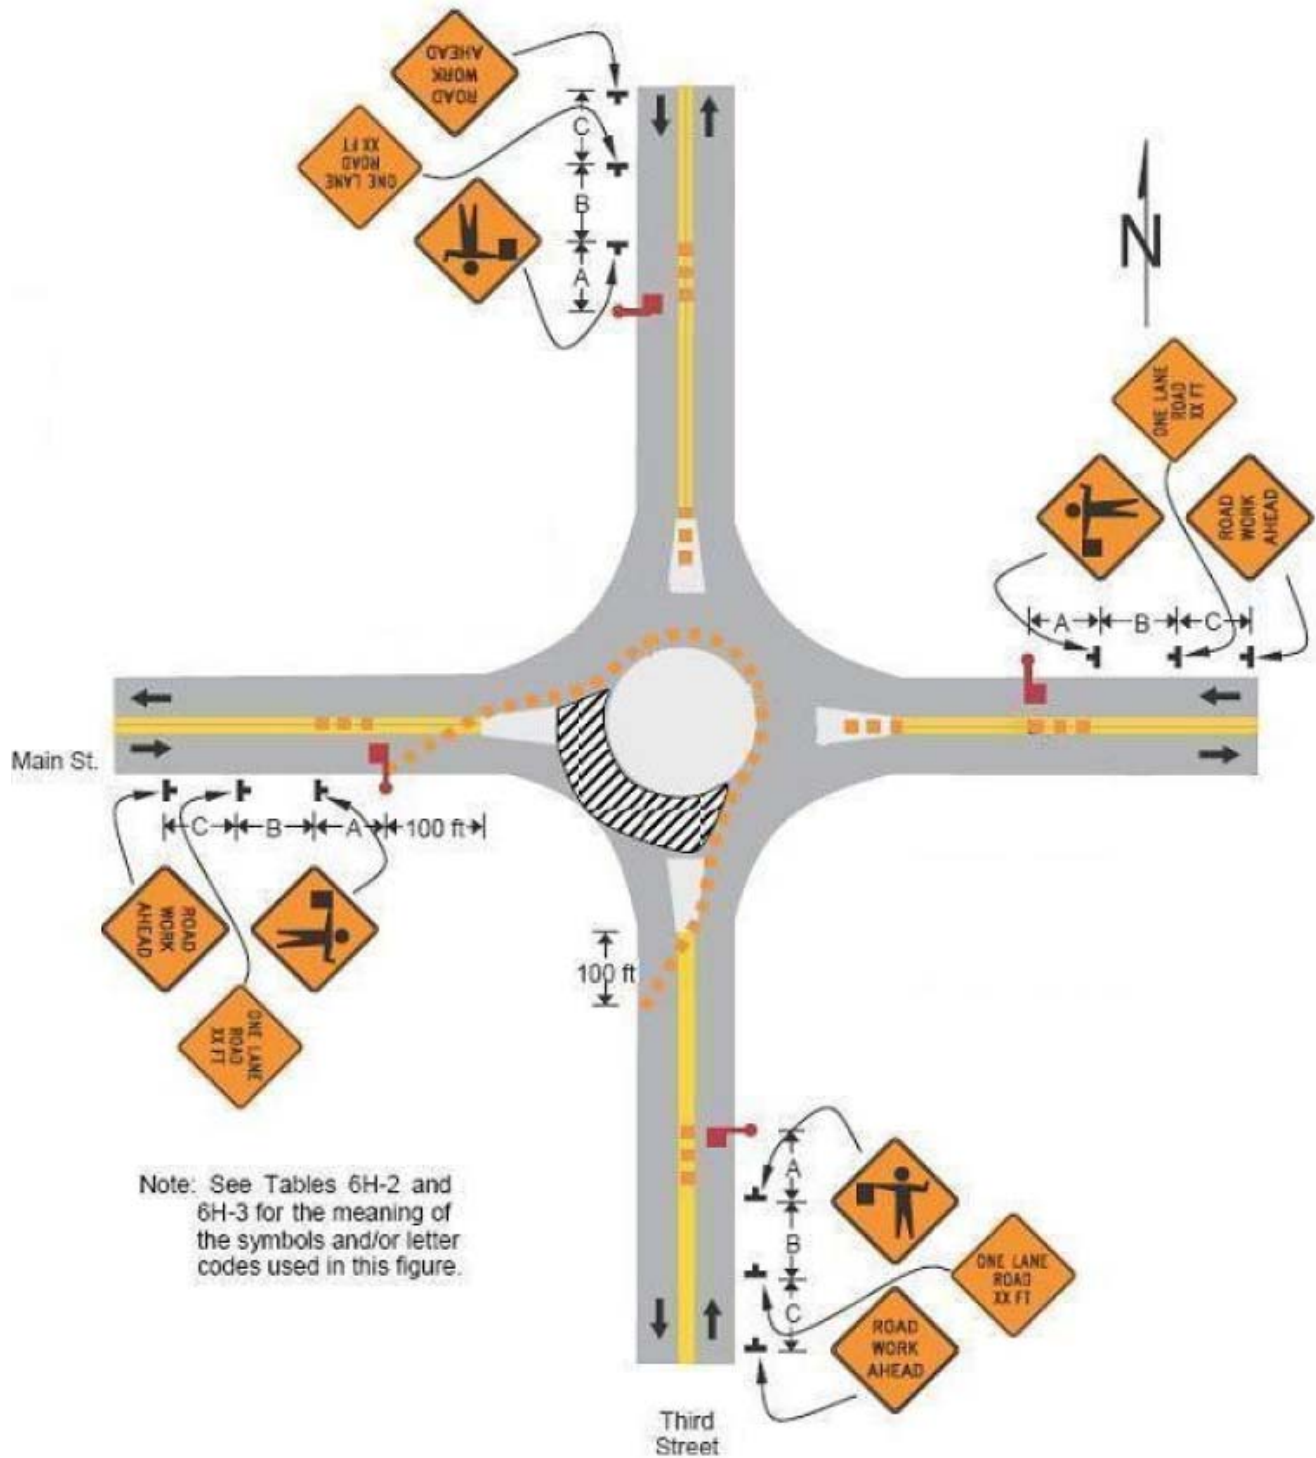 ROAD
WORK
AHEAD
C
ONE LANE
ROAD
XX FT
B
A
N
ONE LANE
ROAD
XX FT
ROAD
WORK
AHEAD
A
B
C
Main St.
C
B
A
100 ft
ROAD
WORK
AHEAD
ONE LANE
ROAD
XX FT
100 ft
Note: See Tables 6H-2 and
6H-3 for the meaning of
the symbols and/or letter
codes used in this figure.
A
B
C
ONE LANE
ROAD
XX FT
ROAD
WORK
AHEAD
Third
Street